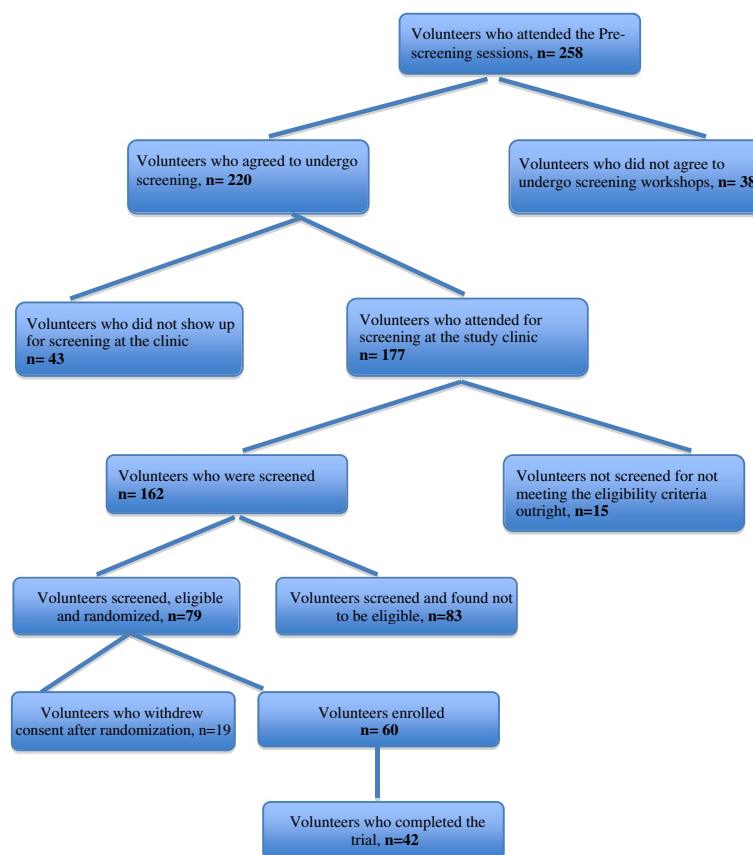 Volunteers who attended the Pre-
screening sessions, n= 258
Volunteers who agreed to undergo
screening, n= 220
Volunteers who did not agree to
undergo screening workshops, n= 38
Volunteers who did not show up
for screening at the clinic
n= 43
Volunteers who attended for
screening at the study clinic
n= 177
Volunteers who were screened
n= 162
Volunteers not screened for not
meeting the eligibility criteria
outright, n=15
Volunteers screened, eligible
and randomized, n=79
Volunteers screened and found not
to be eligible, n=83
Volunteers who withdrew
consent after randomization, n=19
Volunteers enrolled
n= 60
Volunteers who completed the
trial, n=42